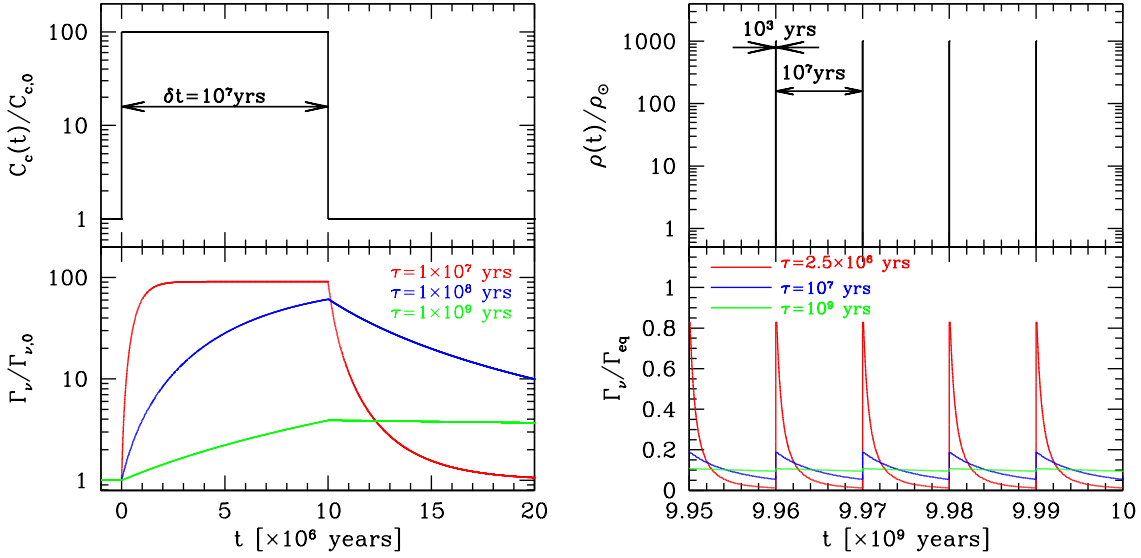 C_c(t)/C_c,0
100
10
1
δt=10⁷yrs
Γ_ν/Γ_ν,0
100
10
1
τ=1×10⁷ yrs
τ=1×10⁸ yrs
τ=1×10⁹ yrs
0 5 10 15 20
t [×10⁶ years]
ρ(t)/ρ_⊙
1000
100
10
1
10³ yrs
10⁷yrs
Γ_ν/Γ_eq
1
0.8
0.6
0.4
0.2
0
τ=2.5×10⁶ yrs
τ=10⁷ yrs
τ=10⁹ yrs
9.95 9.96 9.97 9.98 9.99 10
t [×10⁹ years]